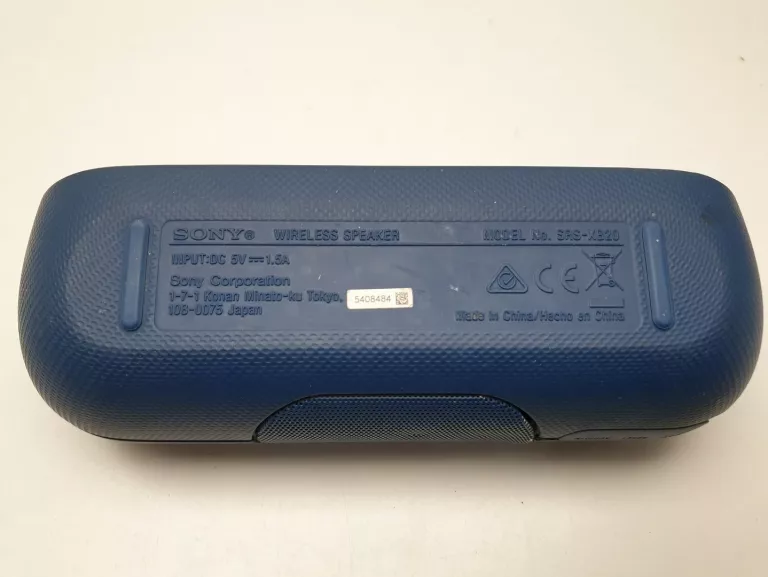 SONY® WIRELESS SPEAKER MODEL No. SRS-XB20
INPUT:DC 5V⎓1.5A
Sony Corporation
1-7-1 Konan Minato-ku Tokyo,
108-0075 Japan
5408484
CE
Made in China/Hecho en China